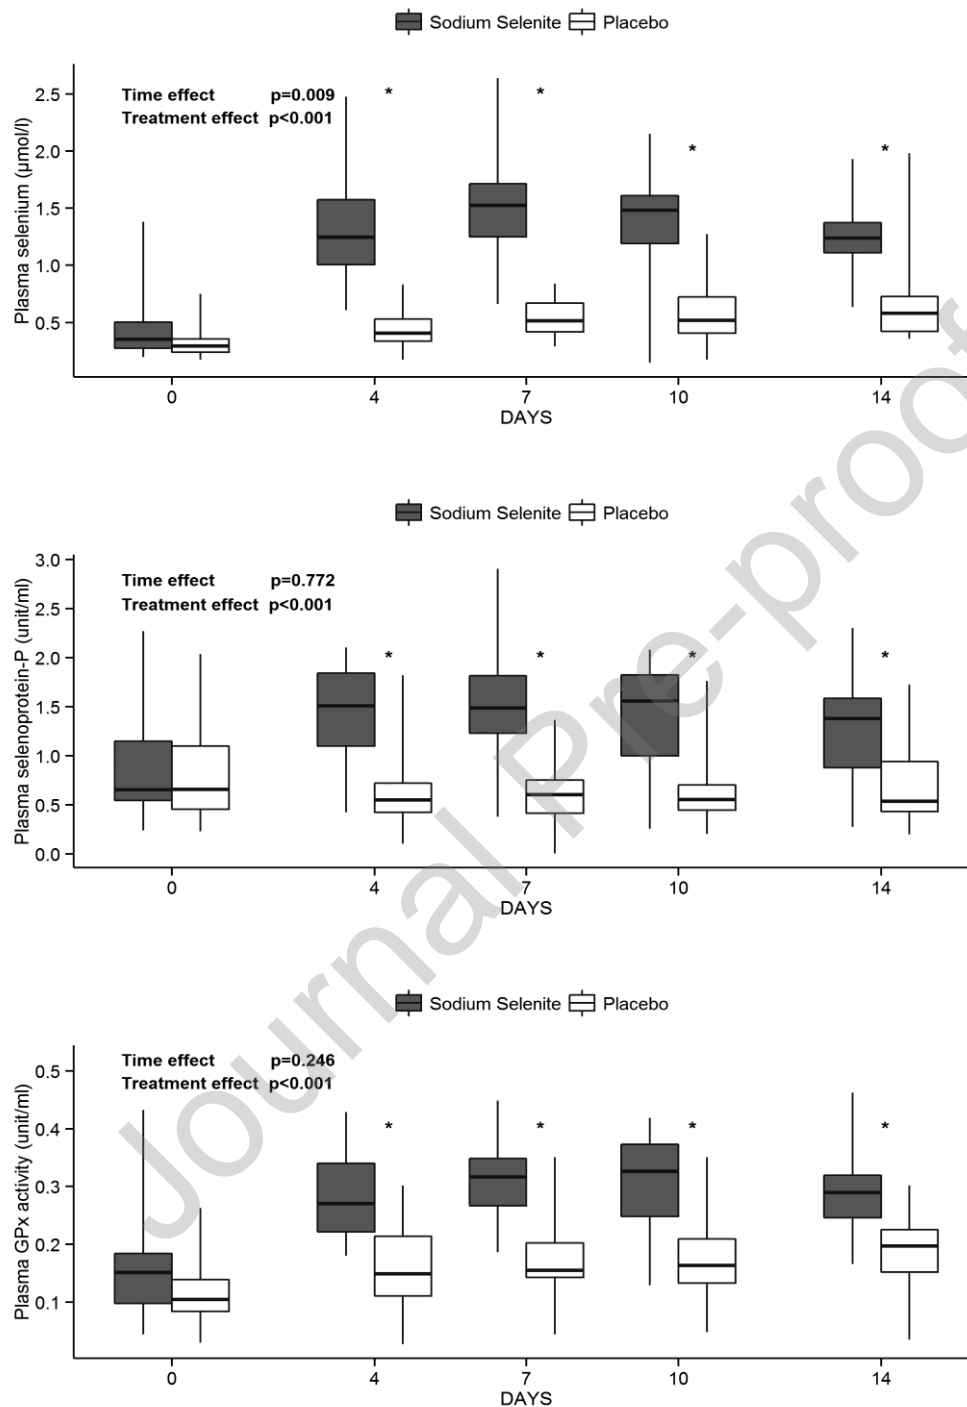 Sodium Selenite Placebo
Plasma selenium (µmol/l)
2.5
2.0
1.5
1.0
0.5
Time effect p=0.009
Treatment effect p<0.001
* * * *
0 4 7 10 14
DAYS
Sodium Selenite Placebo
Plasma selenoprotein-P (unit/ml)
3.0
2.5
2.0
1.5
1.0
0.5
0.0
Time effect p=0.772
Treatment effect p<0.001
* * * *
0 4 7 10 14
DAYS
Sodium Selenite Placebo
Plasma GPx activity (unit/ml)
0.5
0.4
0.3
0.2
0.1
Time effect p=0.246
Treatment effect p<0.001
* * * *
0 4 7 10 14
DAYS
Journal Pre-proof